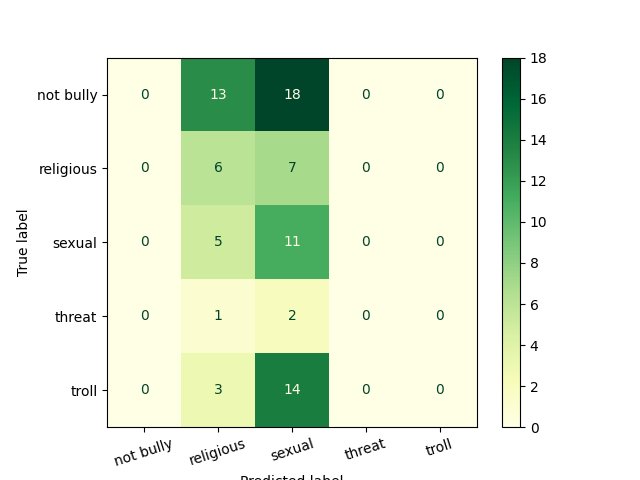 not bully 0 13 18 0 0
religious 0 6 7 0 0
sexual 0 5 11 0 0
threat 0 1 2 0 0
troll 0 3 14 0 0
not bully religious sexual threat troll
Predicted label
True label
18
16
14
12
10
8
6
4
2
0